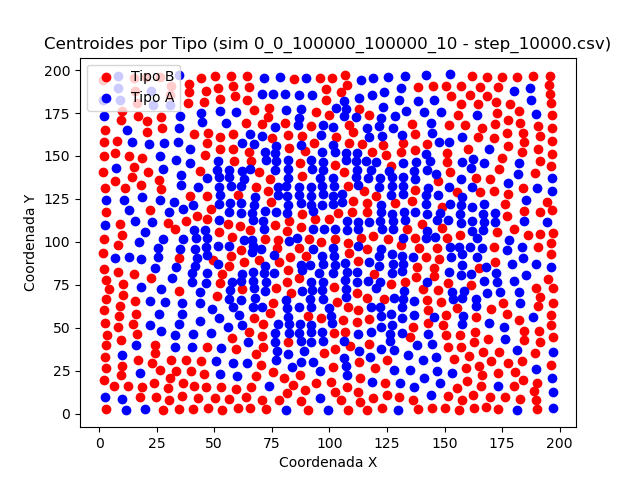 Centroides por Tipo (sim 0_0_100000_100000_10 - step_10000.csv)
Tipo B
Tipo A
200
175
150
125
100
75
50
25
0
Coordenada Y
0 25 50 75 100 125 150 175 200
Coordenada X